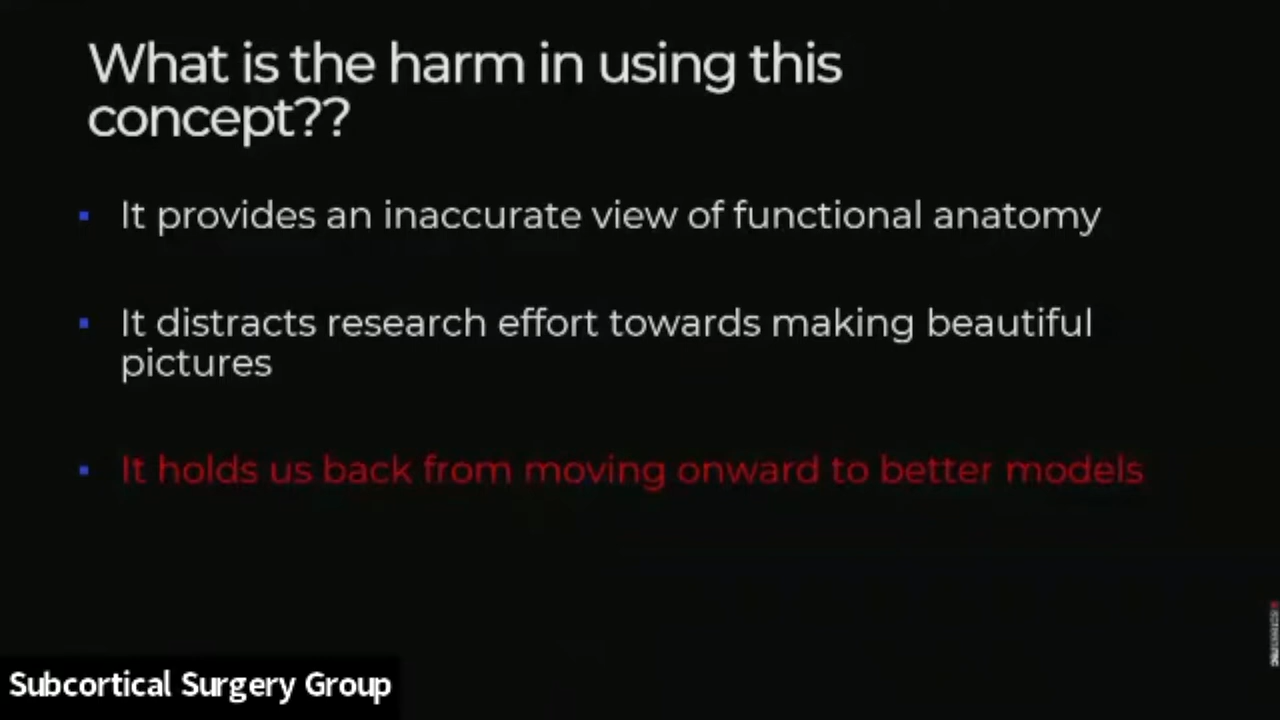 What is the harm in using this
concept??
It provides an inaccurate view of functional anatomy
It distracts research effort towards making beautiful
pictures
It holds us back from moving onward to better models
Subcortical Surgery Group